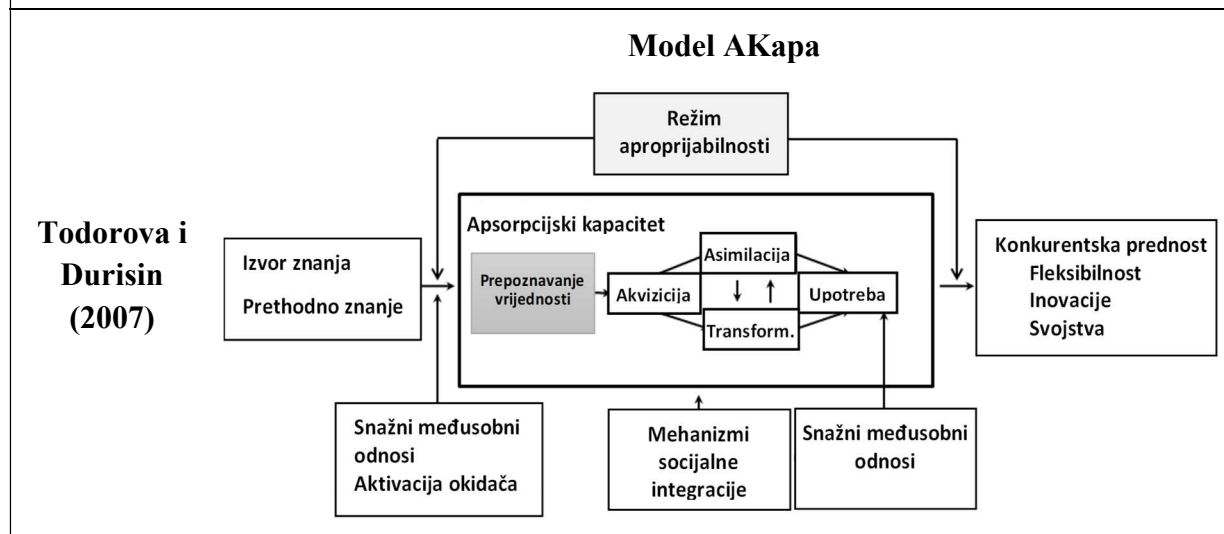 Model AKapa
Režim
aproprijabilnosti
Todorova i
Durisin
(2007)
Izvor znanja
Prethodno znanje
Apsorpcijski kapacitet
Prepoznavanje
vrijednosti
Akvizicija
Asimilacija
Transform.
Upotreba
Konkurentska prednost
Fleksibilnost
Inovacije
Svojstva
Snažni međusobni
odnosi
Aktivacija okidača
Mehanizmi
socijalne
integracije
Snažni međusobni
odnosi